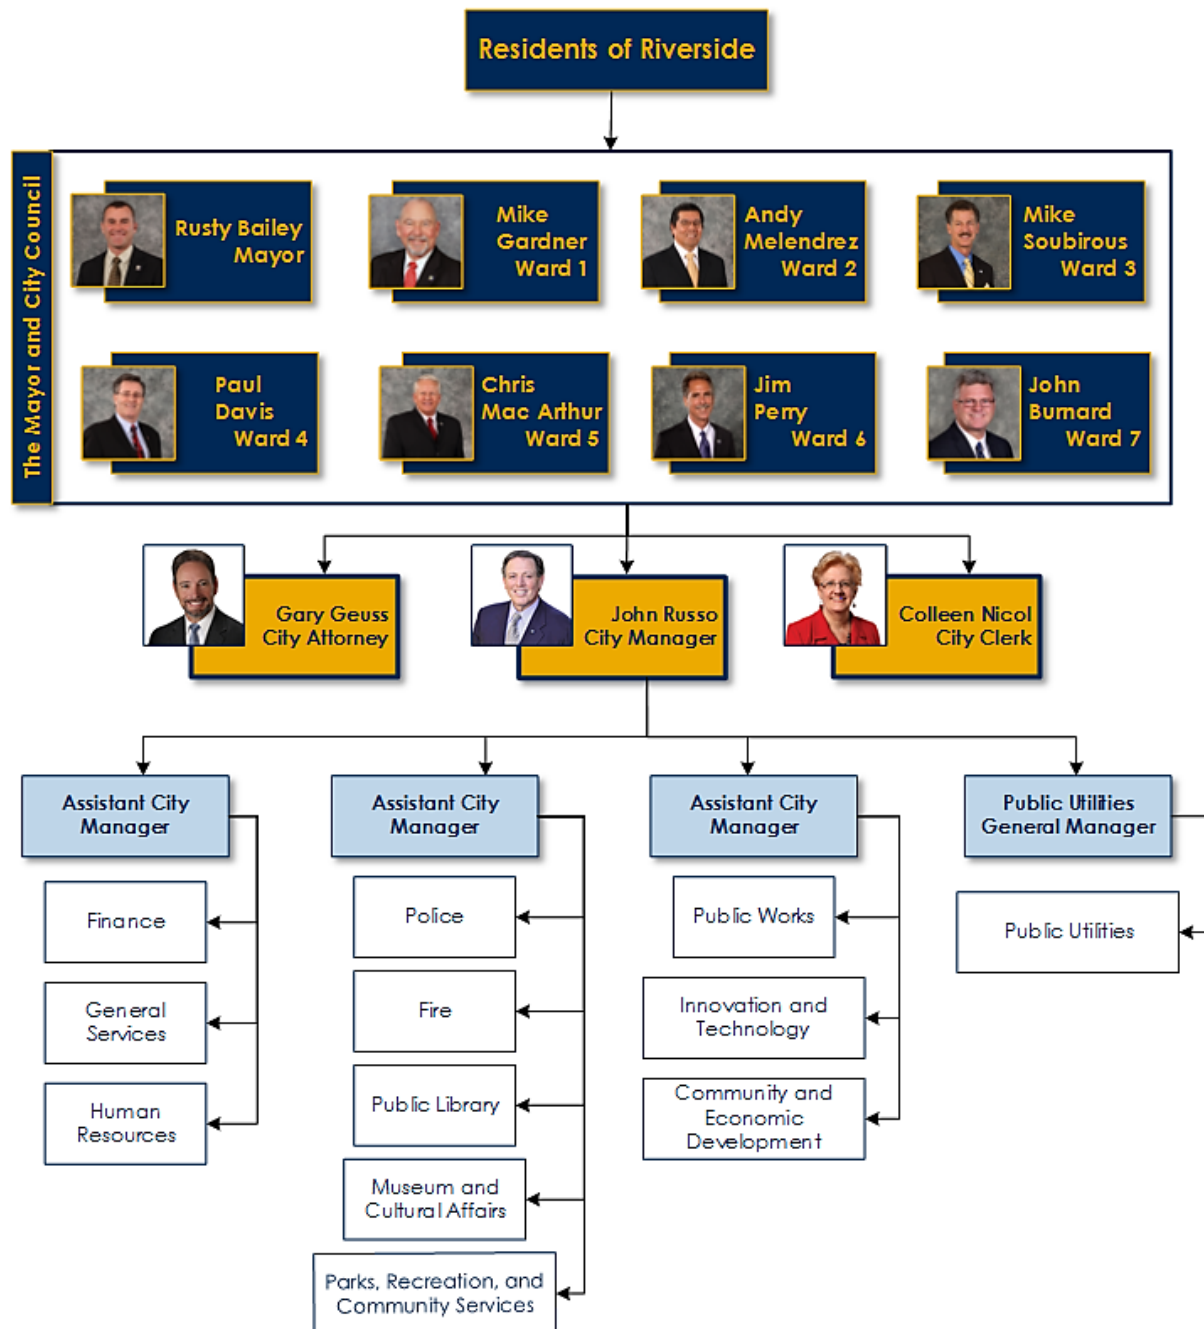 Residents of Riverside
The Mayor and City Council
Rusty Bailey
Mayor
Mike
Gardner
Ward 1
Andy
Melendrez
Ward 2
Mike
Soubirous
Ward 3
Paul
Davis
Ward 4
Chris
Mac Arthur
Ward 5
Jim
Perry
Ward 6
John
Burnard
Ward 7
Gary Geuss
City Attorney
John Russo
City Manager
Colleen Nicol
City Clerk
Assistant City
Manager
Finance
General
Services
Human
Resources
Assistant City
Manager
Police
Fire
Public Library
Museum and
Cultural Affairs
Parks, Recreation, and
Community Services
Assistant City
Manager
Public Works
Innovation and
Technology
Community and
Economic
Development
Public Utilities
General Manager
Public Utilities